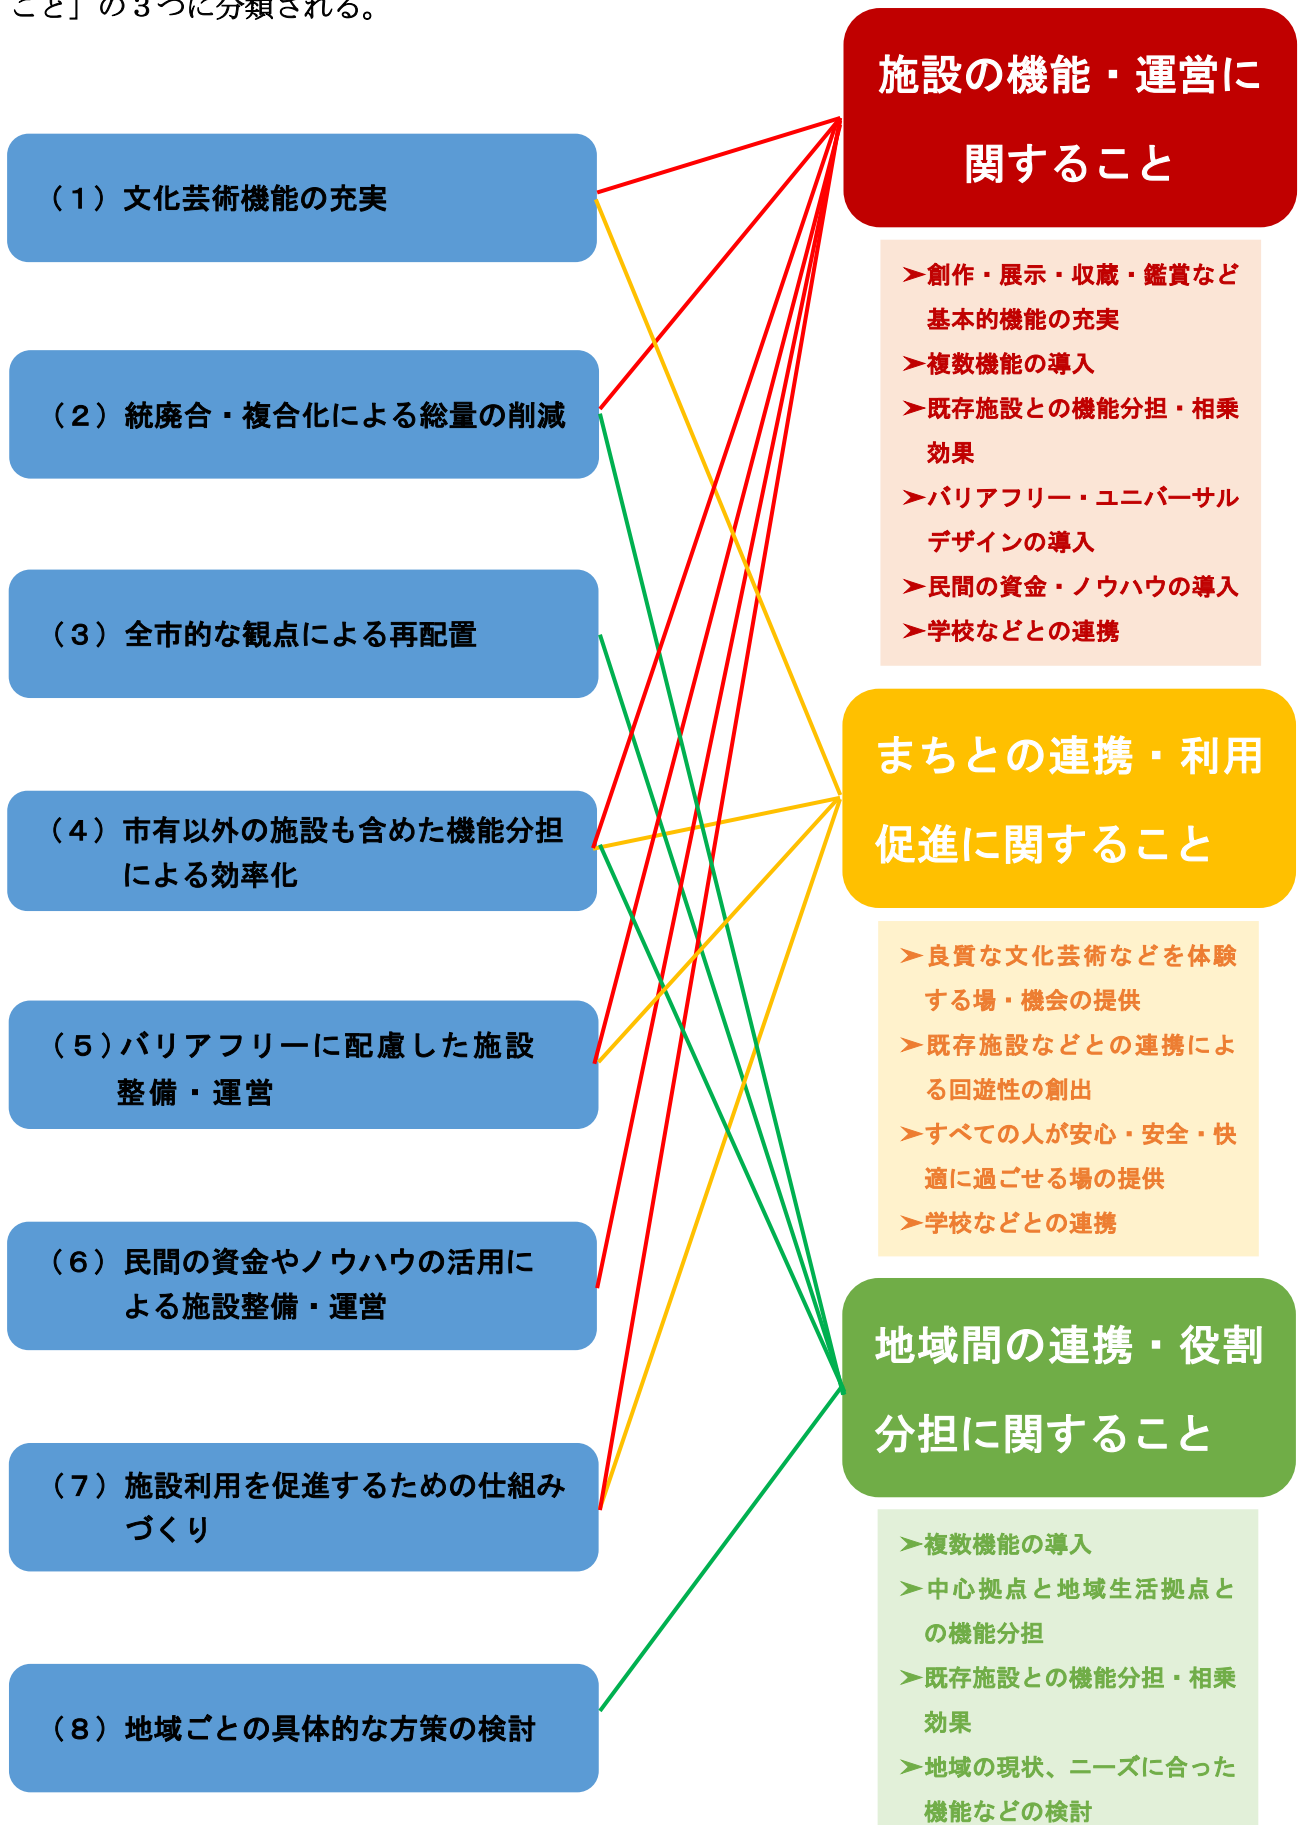 こと」の３つに分類される。
（１）文化芸術機能の充実
（２）統廃合・複合化による総量の削減
（３）全市的な観点による再配置
（４）市有以外の施設も含めた機能分担
による効率化
（５）バリアフリーに配慮した施設
整備・運営
（６）民間の資金やノウハウの活用に
よる施設整備・運営
（７）施設利用を促進するための仕組み
づくり
（８）地域ごとの具体的な方策の検討
施設の機能・運営に
関すること
➢創作・展示・収蔵・鑑賞など
基本的機能の充実
➢複数機能の導入
➢既存施設との機能分担・相乗
効果
➢バリアフリー・ユニバーサル
デザインの導入
➢民間の資金・ノウハウの導入
➢学校などとの連携
まちとの連携・利用
促進に関すること
➢良質な文化芸術などを体験
する場・機会の提供
➢既存施設などとの連携によ
る回遊性の創出
➢すべての人が安心・安全・快
適に過ごせる場の提供
➢学校などとの連携
地域間の連携・役割
分担に関すること
➢複数機能の導入
➢中心拠点と地域生活拠点と
の機能分担
➢既存施設との機能分担・相乗
効果
➢地域の現状、ニーズに合った
機能などの検討